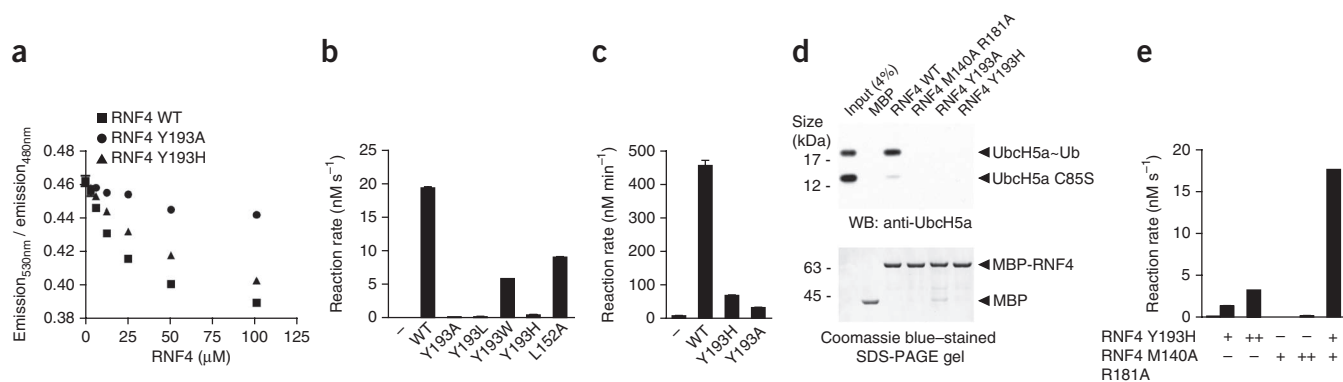 a
RNF4 WT
RNF4 Y193A
RNF4 Y193H
0.48
0.46
0.44
0.42
0.40
0.38
Emission530nm / emission480nm
0 25 50 75 100 125
RNF4 (μM)
b
Reaction rate (nM s−1)
25
20
15
10
5
0
– WT Y193A Y193L Y193W Y193H L152A
c
Reaction rate (nM min−1)
500
400
300
200
100
0
– WT Y193H Y193A
d
Input (4%) MBP RNF4 WT RNF4 M140A R181A RNF4 Y193A RNF4 Y193H
Size
(kDa)
17 - UbcH5a~Ub
12 - UbcH5a C85S
WB: anti-UbcH5a
63 - MBP-RNF4
45 - MBP
Coomassie blue–stained
SDS-PAGE gel
e
Reaction rate (nM s−1)
20
15
10
5
0
RNF4 Y193H + ++ – – +
RNF4 M140A – – + ++ +
R181A